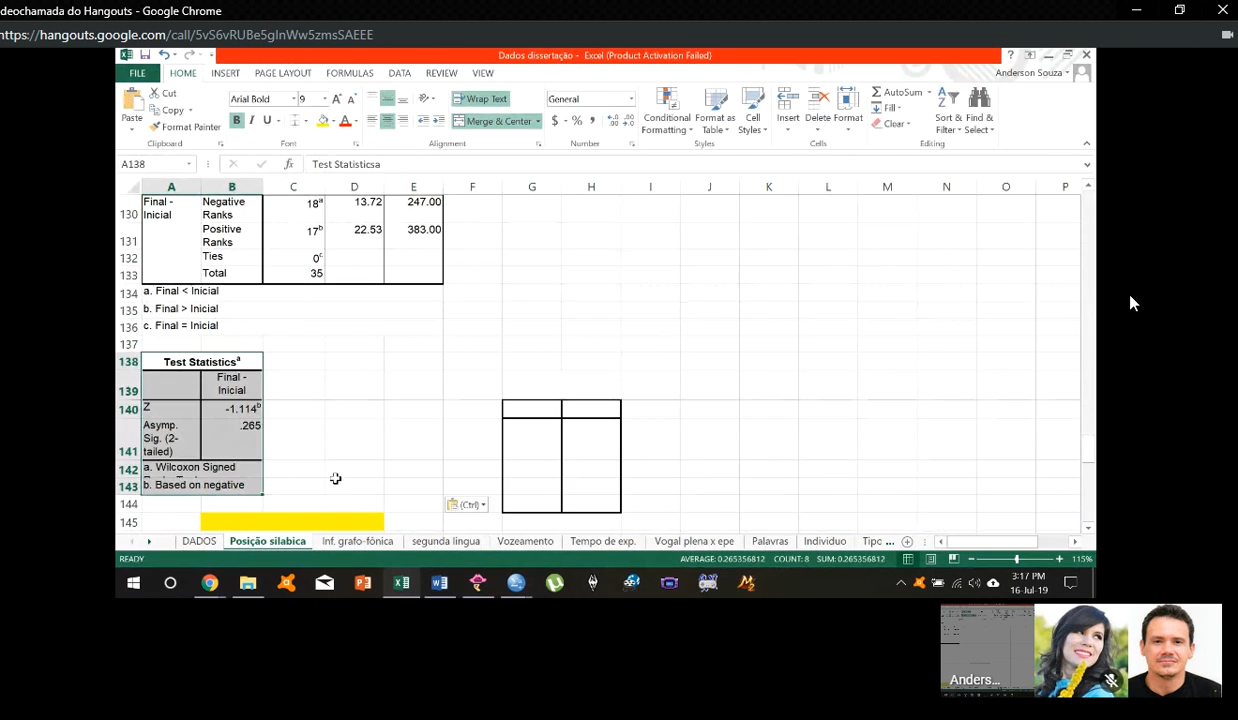 deochamada do Hangouts - Google Chrome
https://hangouts.google.com/call/5vS6vRUBe5gInWw5zmsSAEEE
Dados dissertação - Excel (Product Activation Failed)
FILE HOME INSERT PAGE LAYOUT FORMULAS DATA REVIEW VIEW Anderson Souza
Cut
Copy
Format Painter
Paste
Clipboard
Arial Bold 9
B I U
Font
Wrap Text
Merge & Center
Alignment
General
$ % ,
Number
Conditional Formatting
Format as Table
Cell Styles
Styles
Insert Delete Format
Cells
AutoSum
Fill
Clear
Sort & Filter
Find & Select
Editing
A138 fx Test Statisticsa
A B C D E F G H I J K L M N O P
130 Final - Inicial Negative Ranks 18a 13.72 247.00
131 Positive Ranks 17b 22.53 383.00
132 Ties 0c
133 Total 35
134 a. Final < Inicial
135 b. Final > Inicial
136 c. Final = Inicial
137
138 Test Statisticsa
139 Final - Inicial
140 Z -1.114b
141 Asymp. Sig. (2-tailed) .265
142 a. Wilcoxon Signed
143 b. Based on negative
144 (Ctrl)
145
DADOS Posição silabica Inf. grafo-fônica segunda lingua Vozeamento Tempo de exp. Vogal plena x epe Palavras Individuo Tipo ...
READY AVERAGE: 0.265356812 COUNT: 8 SUM: 0.265356812 115%
3:17 PM
16-Jul-19
Anders...